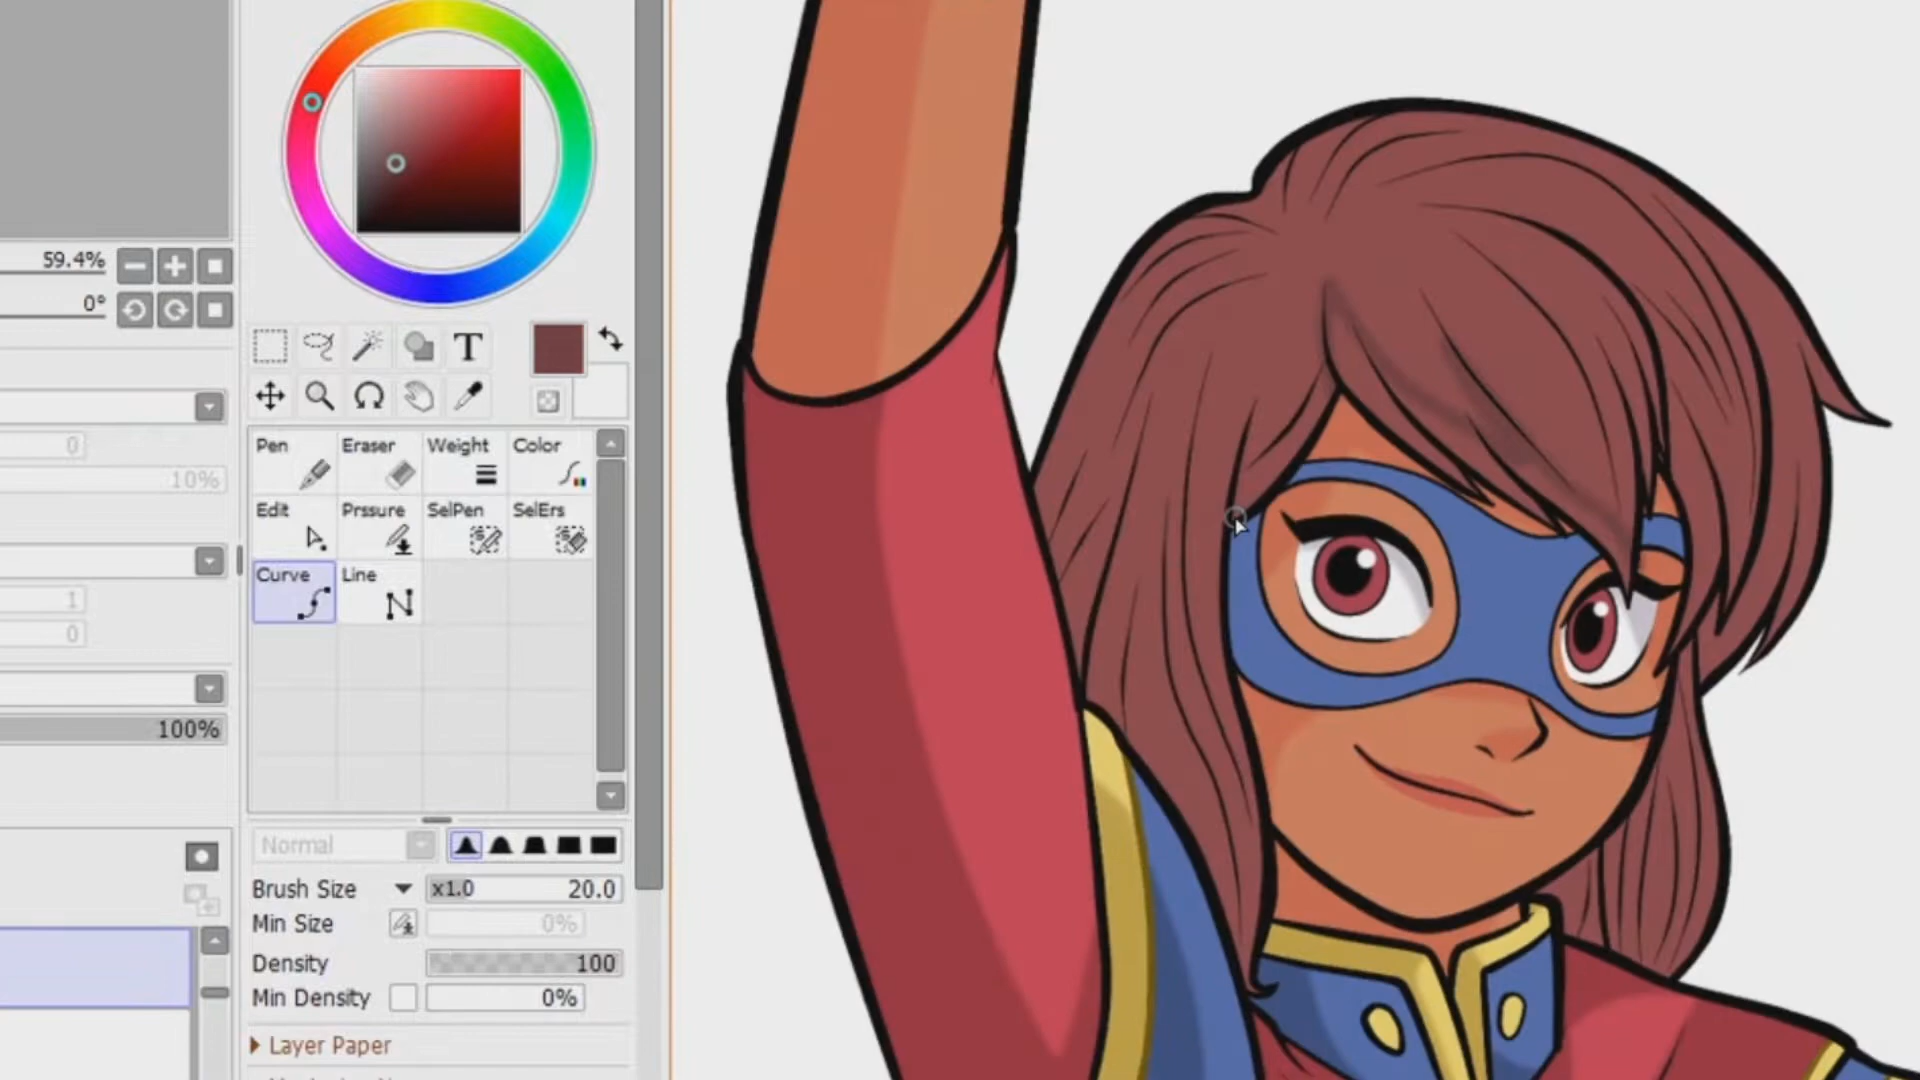 59.4%
0°
0
10%
1
0
100%
T
Pen Eraser Weight Color
Edit Prssure SelPen SelErs
Curve Line
Normal
Brush Size x1.0 20.0
Min Size 0%
Density 100
Min Density 0%
Layer Paper